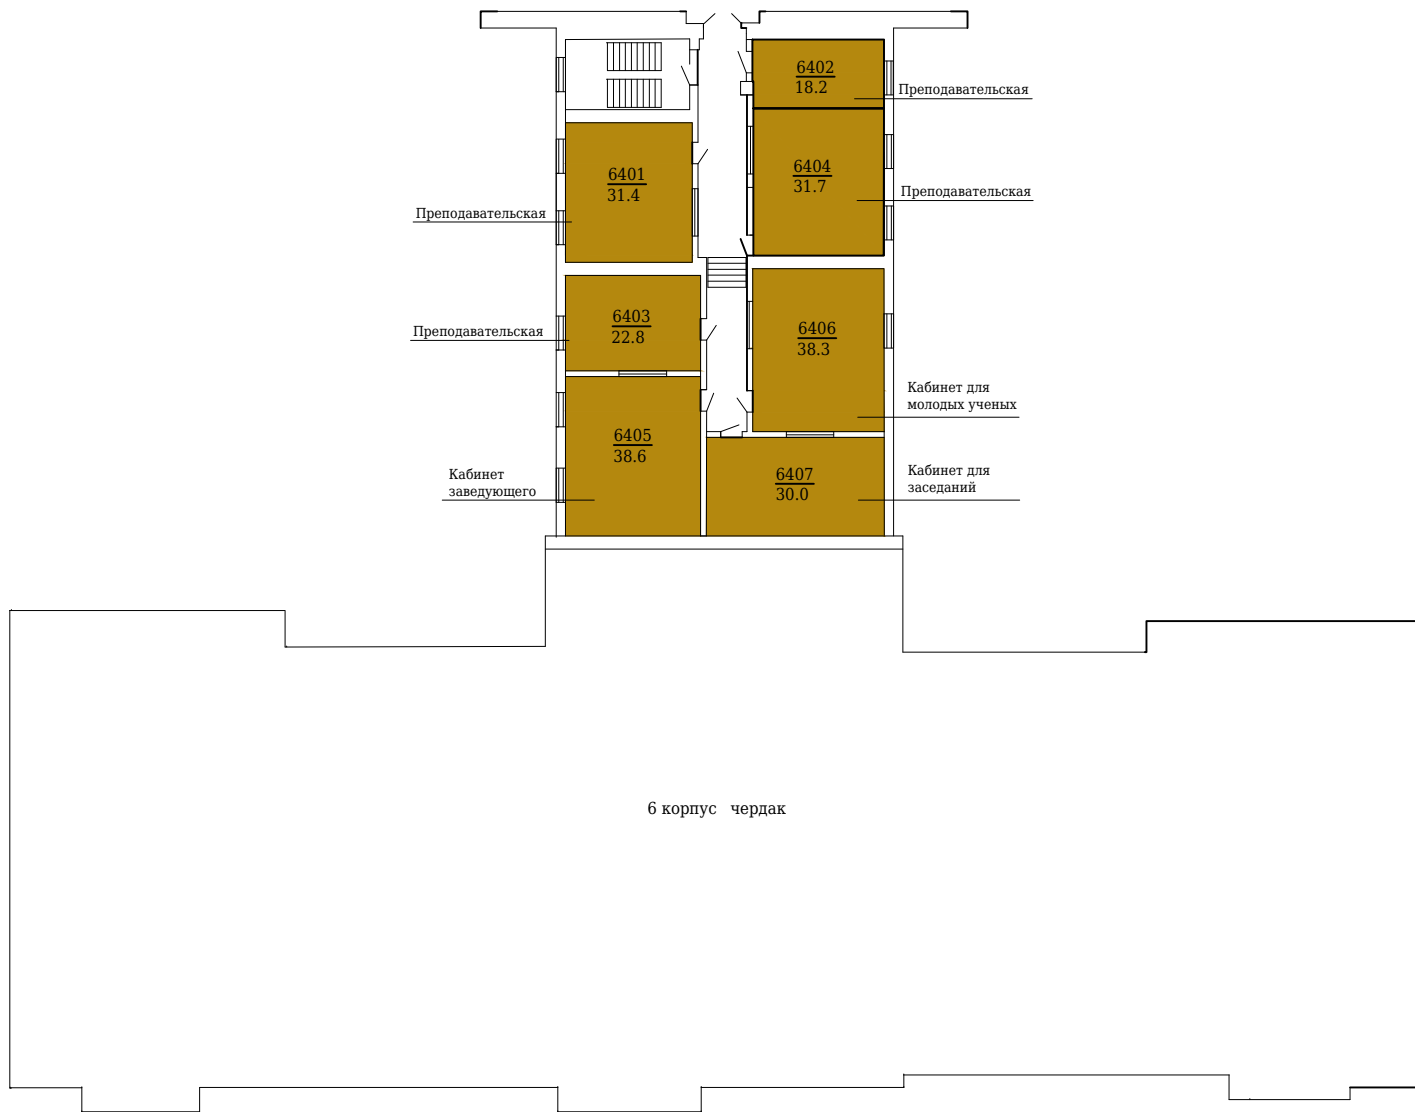 6402
18.2
Преподавательская
6401
31.4
Преподавательская
6404
31.7
Преподавательская
6403
22.8
Преподавательская
6406
38.3
Кабинет для
молодых ученых
6405
38.6
Кабинет
заведующего
6407
30.0
Кабинет для
заседаний
6 корпус   чердак